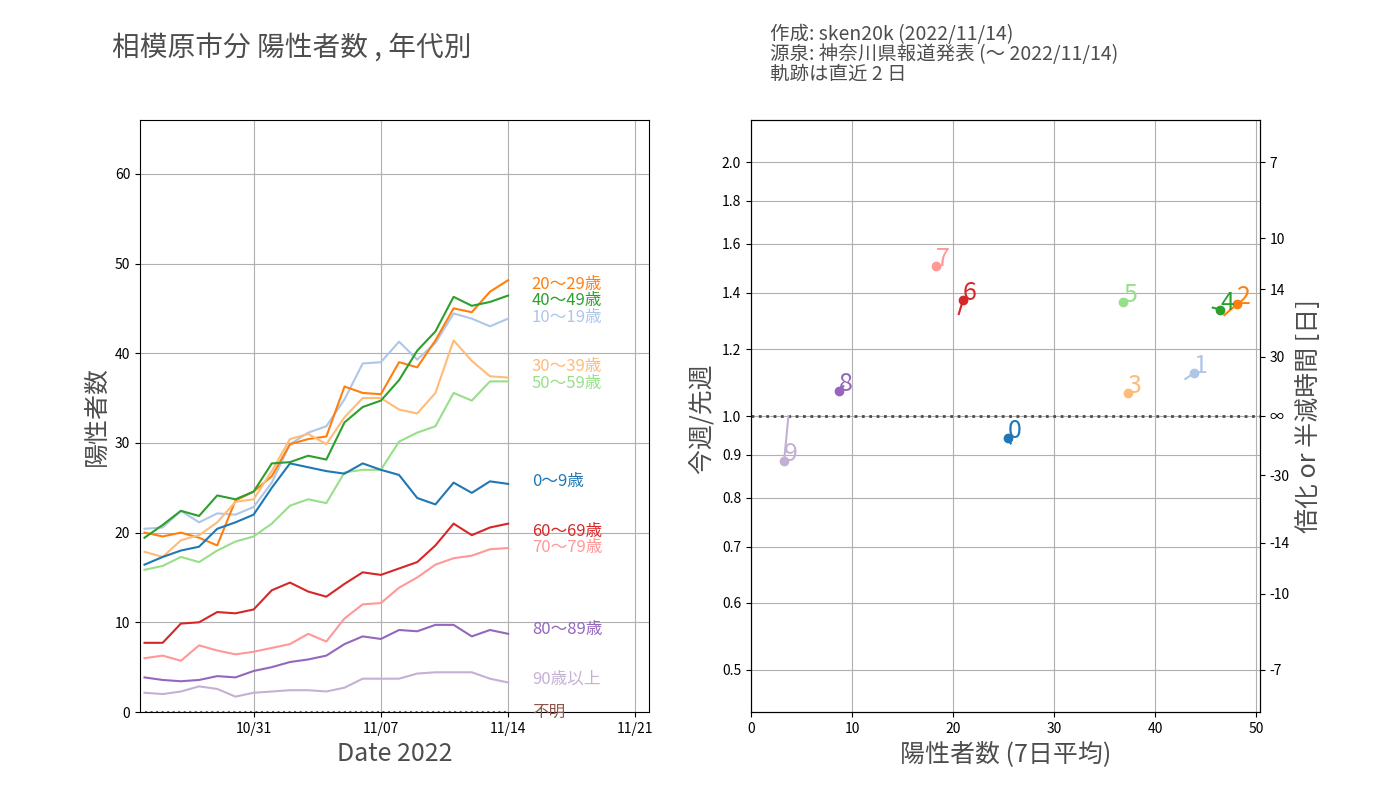 相模原市分 陽性者数 , 年代別
作成: sken20k (2022/11/14)
源泉: 神奈川県報道発表 (〜 2022/11/14)
軌跡は直近 2 日
陽性者数
60
50
40
30
20
10
0
20〜29歳
40〜49歳
10〜19歳
30〜39歳
50〜59歳
0〜9歳
60〜69歳
70〜79歳
80〜89歳
90歳以上
不明
10/31
11/07
11/14
11/21
Date 2022
今週/先週
2.0
1.8
1.6
1.4
1.2
1.0
0.9
0.8
0.7
0.6
0.5
7
6
5
4
2
1
3
8
0
9
7
10
14
30
∞
-30
-14
-10
-7
倍化 or 半減時間 [日]
0
10
20
30
40
50
陽性者数 (7日平均)